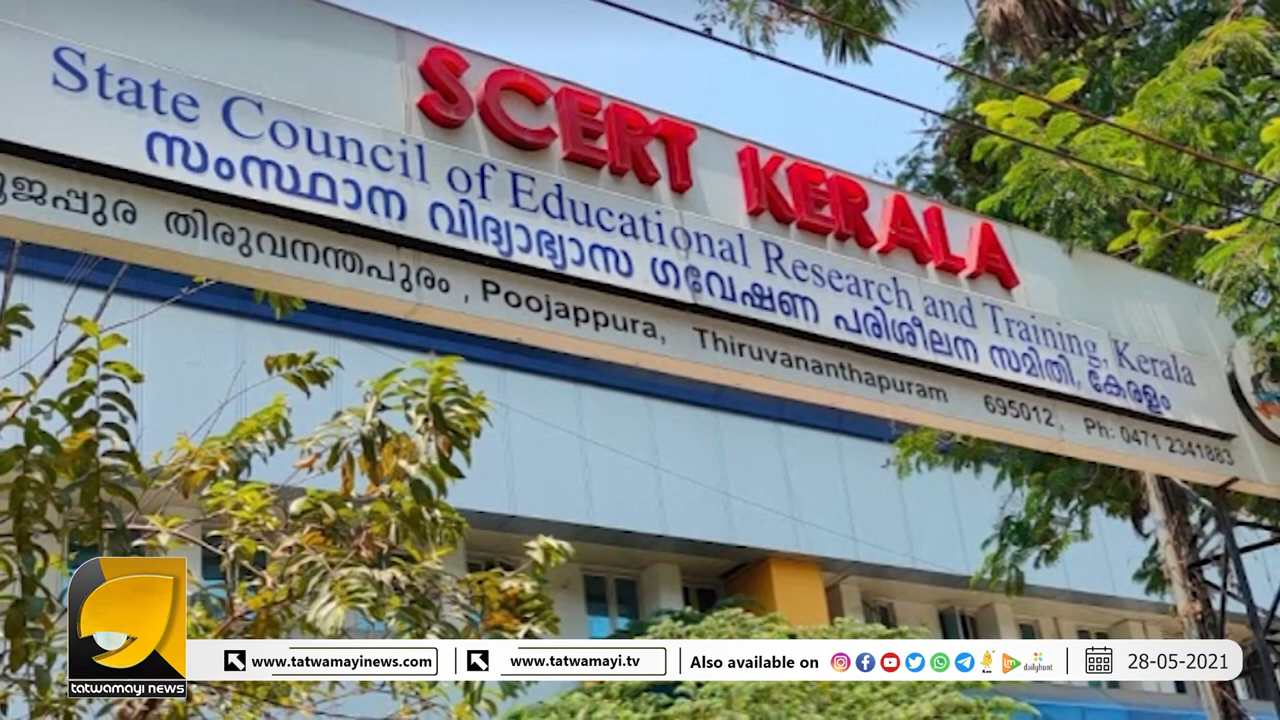 SCERT KERALA
State Council of Educational Research and Training, Kerala
സംസ്ഥാന വിദ്യാഭ്യാസ ഗവേഷണ പരിശീലന സമിതി, കേരളം
പൂജപ്പുര തിരുവനന്തപുരം , Poojappura, Thiruvananthapuram 695012, Ph: 0471 2341883
tatwamayi news
www.tatwamayinews.com
www.tatwamayi.tv
Also available on
dailyhunt
28-05-2021